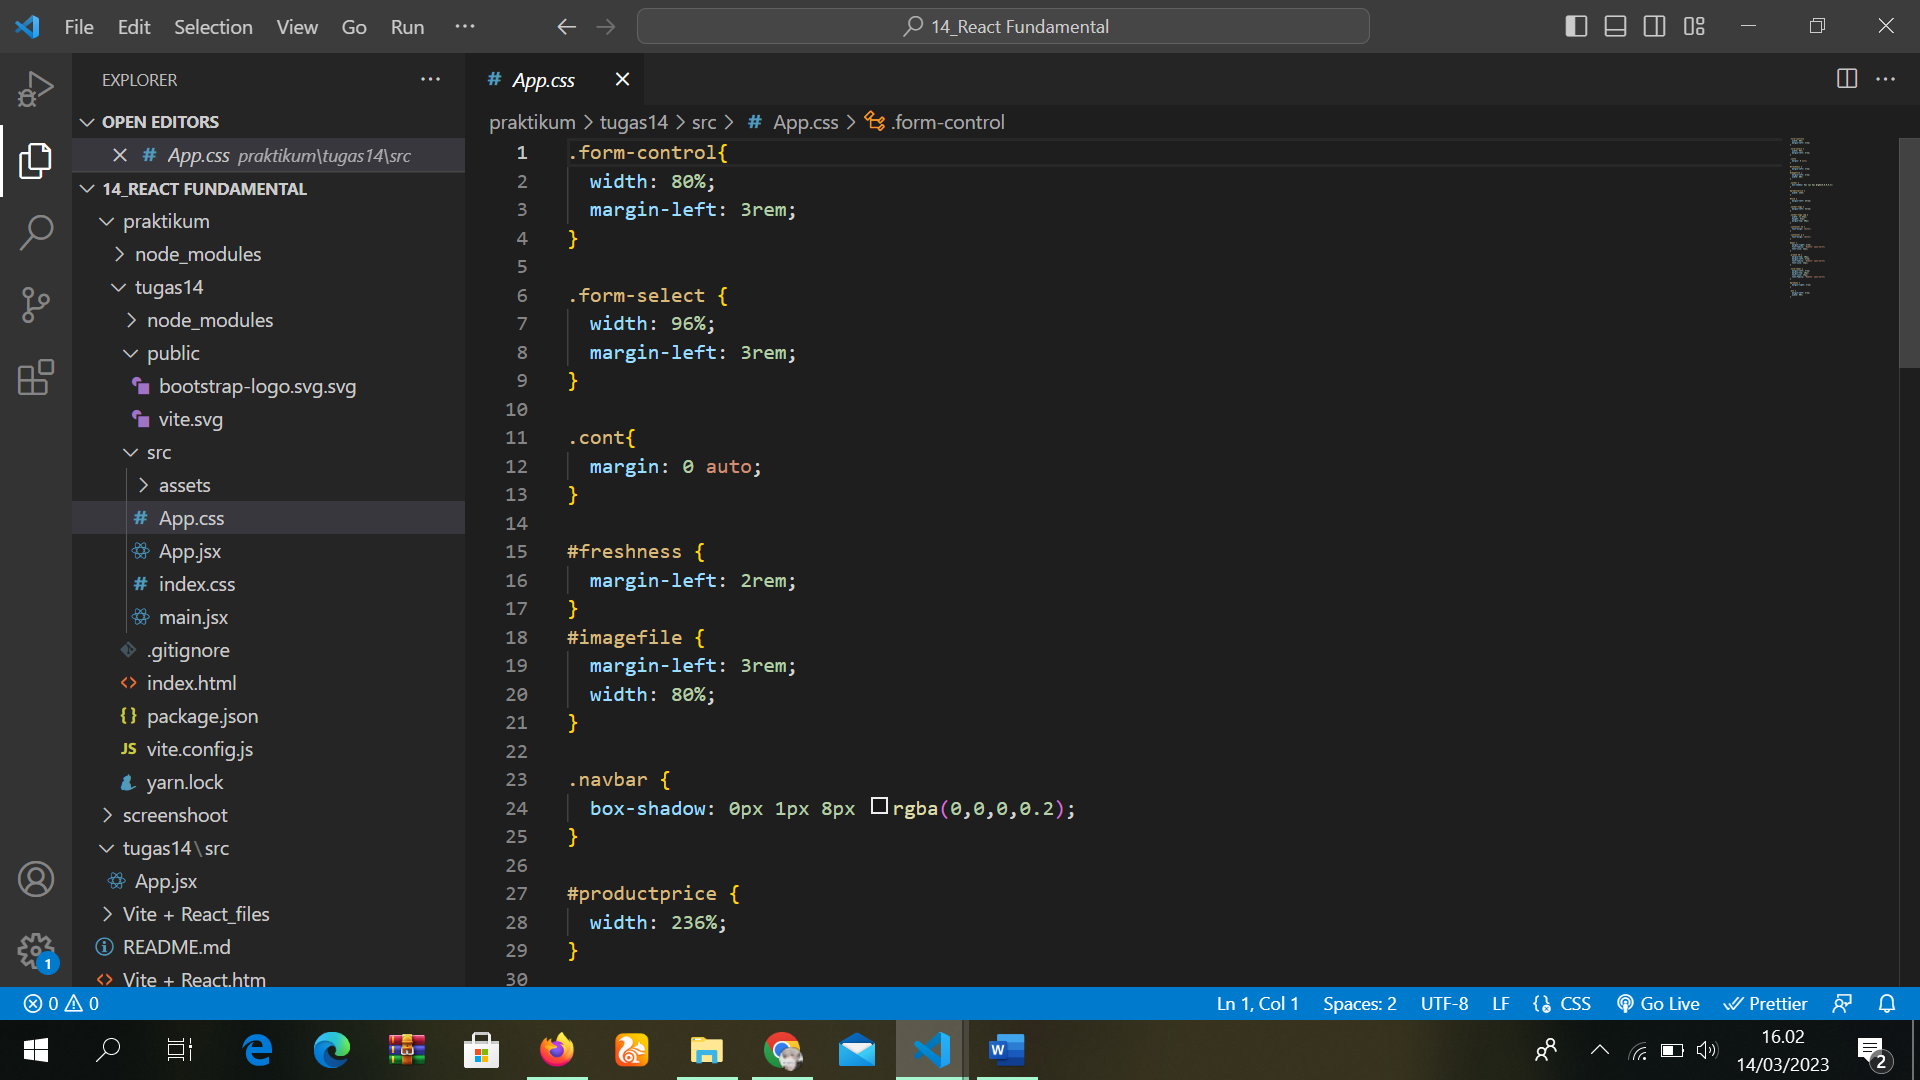 File Edit Selection View Go Run ···
14_React Fundamental
EXPLORER
OPEN EDITORS
App.css praktikum\tugas14\src
14_REACT FUNDAMENTAL
praktikum
node_modules
tugas14
node_modules
public
bootstrap-logo.svg.svg
vite.svg
src
assets
App.css
App.jsx
index.css
main.jsx
.gitignore
index.html
package.json
JS vite.config.js
yarn.lock
screenshoot
tugas14\src
App.jsx
Vite + React_files
README.md
Vite + React.htm
1
# App.css
praktikum > tugas14 > src > # App.css > .form-control
1 .form-control{
2 width: 80%;
3 margin-left: 3rem;
4 }
5
6 .form-select {
7 width: 96%;
8 margin-left: 3rem;
9 }
10
11 .cont{
12 margin: 0 auto;
13 }
14
15 #freshness {
16 margin-left: 2rem;
17 }
18 #imagefile {
19 margin-left: 3rem;
20 width: 80%;
21 }
22
23 .navbar {
24 box-shadow: 0px 1px 8px rgba(0,0,0,0.2);
25 }
26
27 #productprice {
28 width: 236%;
29 }
30
0 0 Ln 1, Col 1 Spaces: 2 UTF-8 LF CSS Go Live Prettier
16.02
14/03/2023
2